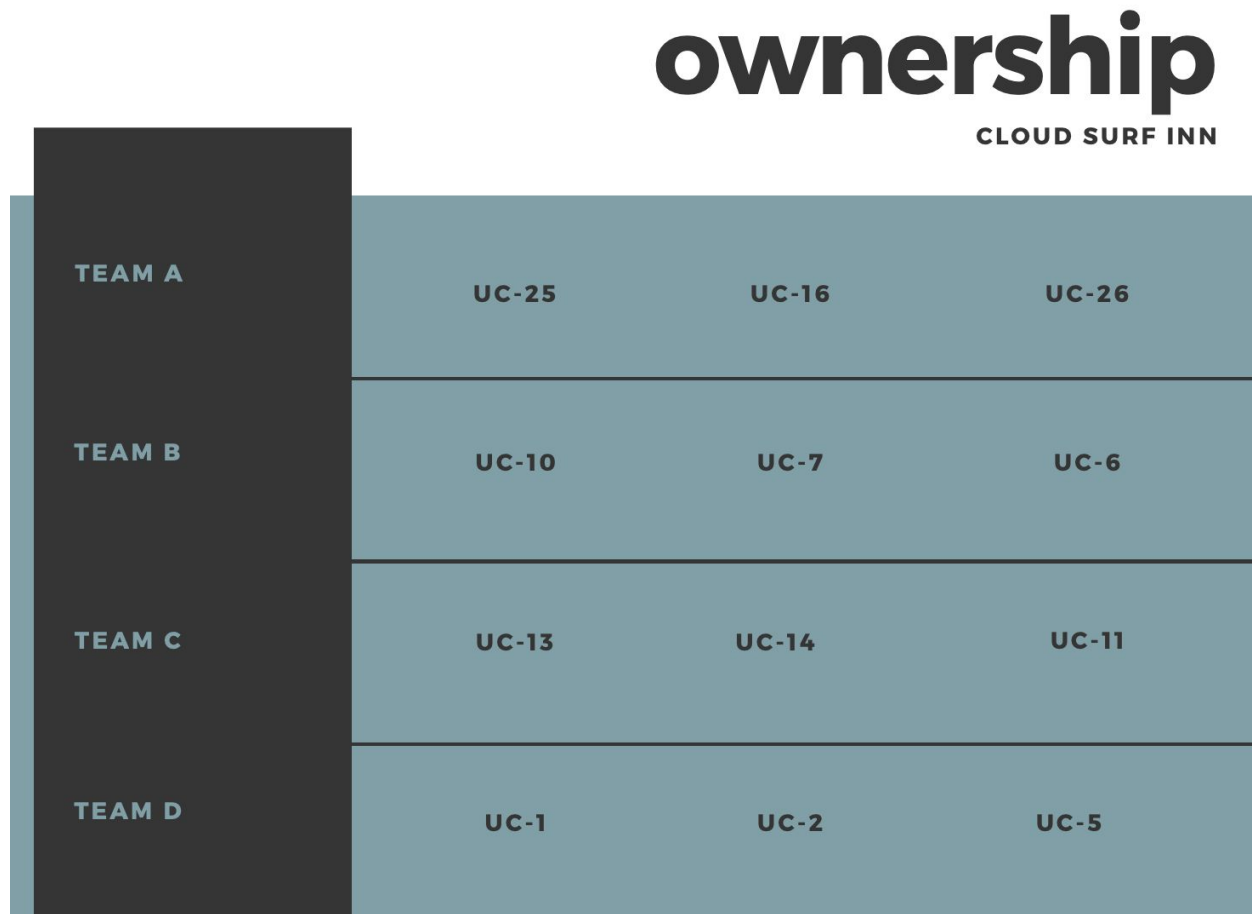 ownership
CLOUD SURF INN
TEAM A
UC-25 UC-16 UC-26
TEAM B
UC-10 UC-7 UC-6
TEAM C
UC-13 UC-14 UC-11
TEAM D
UC-1 UC-2 UC-5